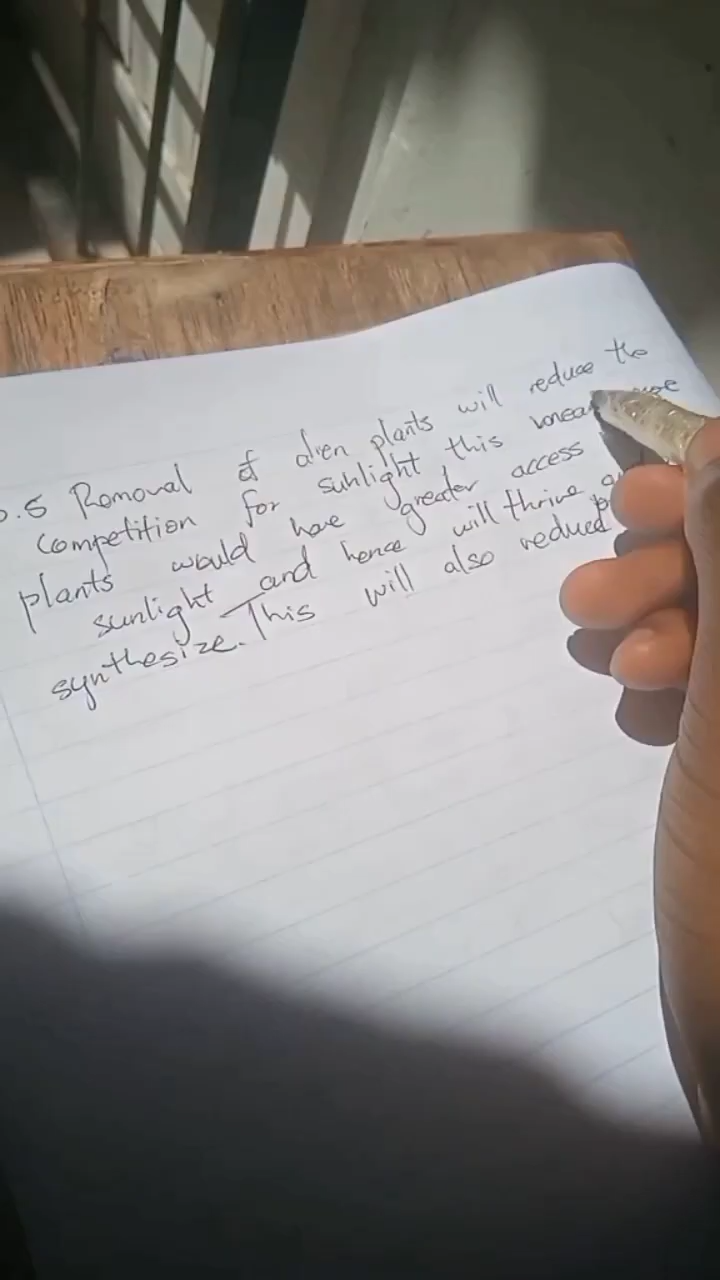 .5 Removal of alien plants will reduce the
competition for sunlight this
plants would have greater access
sunlight and hence will thrive
synthesize. This will also reduced